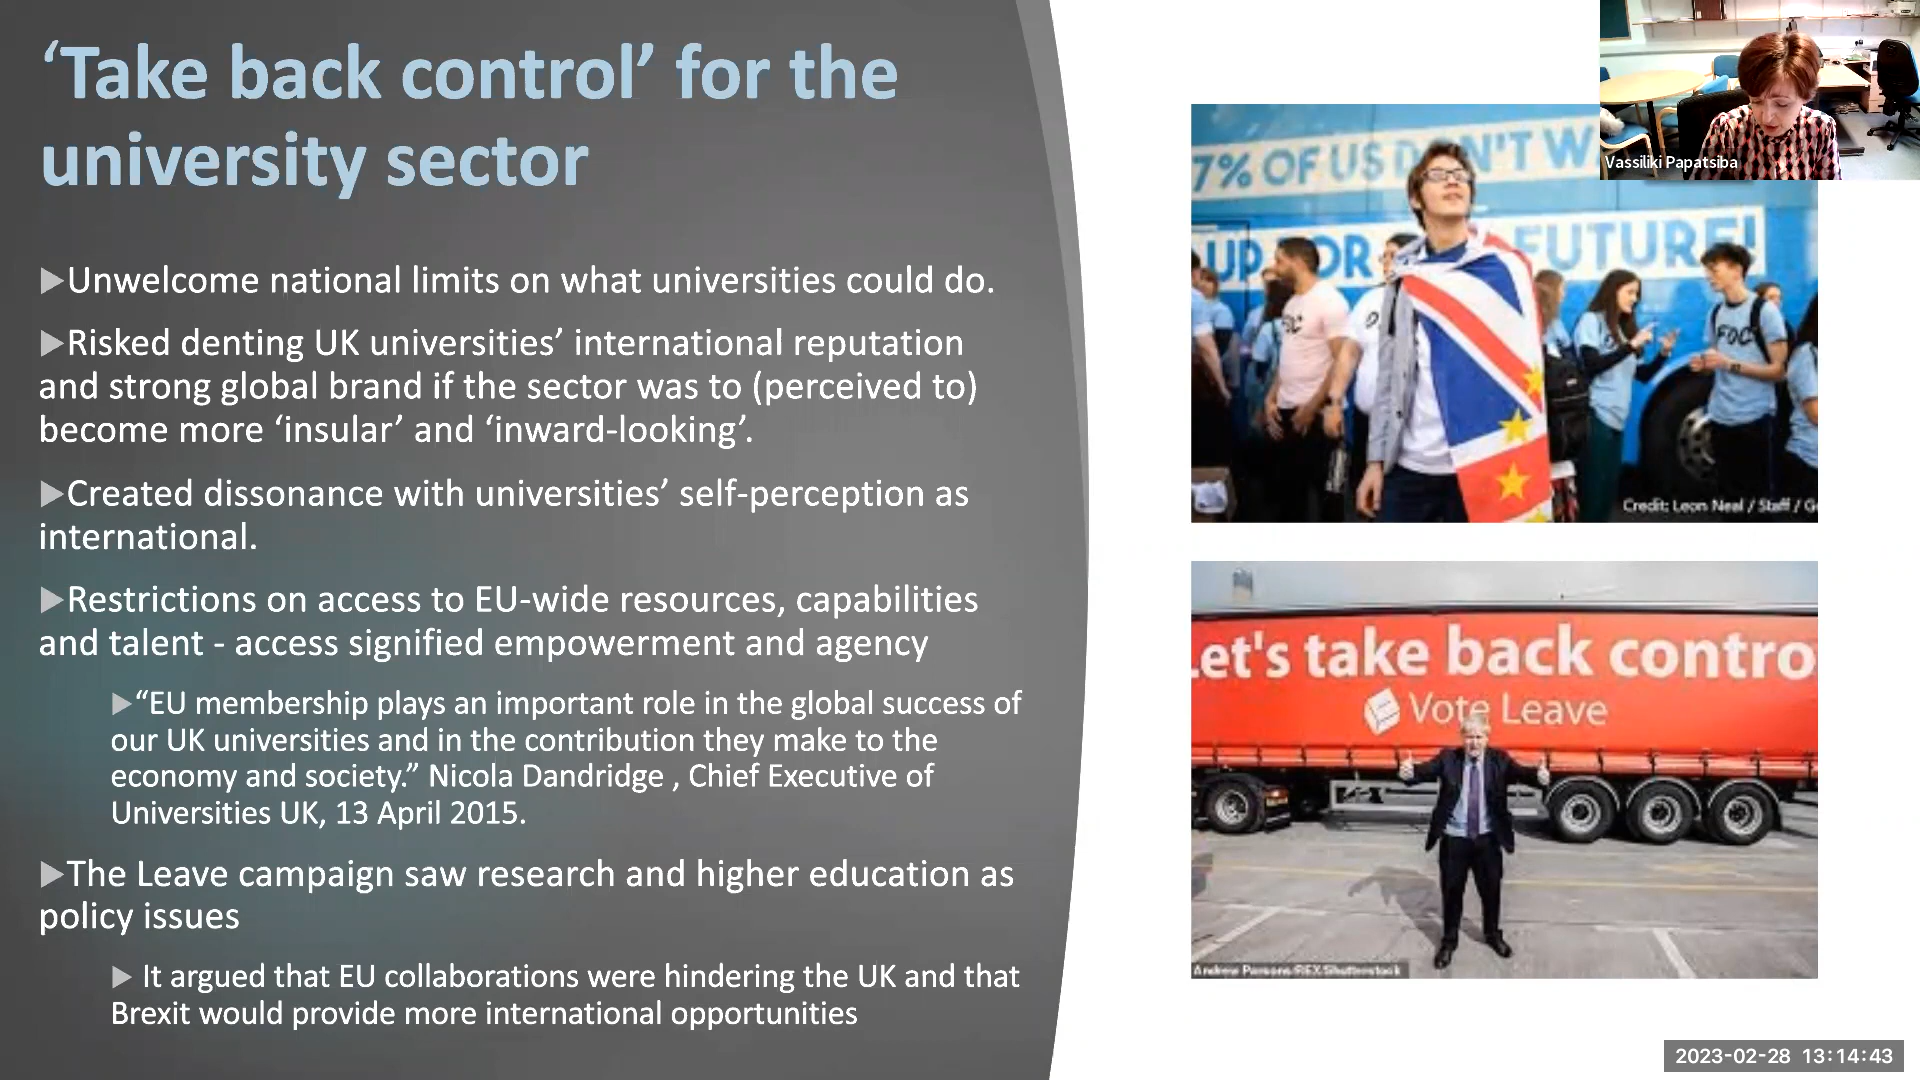 ‘Take back control’ for the
university sector
▶Unwelcome national limits on what universities could do.
▶Risked denting UK universities’ international reputation
and strong global brand if the sector was to (perceived to)
become more ‘insular’ and ‘inward-looking’.
▶Created dissonance with universities’ self-perception as
international.
▶Restrictions on access to EU-wide resources, capabilities
and talent - access signified empowerment and agency
▶“EU membership plays an important role in the global success of
our UK universities and in the contribution they make to the
economy and society.” Nicola Dandridge , Chief Executive of
Universities UK, 13 April 2015.
▶The Leave campaign saw research and higher education as
policy issues
▶ It argued that EU collaborations were hindering the UK and that
Brexit would provide more international opportunities
7% OF US DON'T W
UP FOR FUTURE!
FOC
Credit: Leon Neal / Staff / G
Vassiliki Papatsiba
Let's take back contro
Vote Leave
Andrew Parsons/REX/Shutterstock
2023-02-28 13:14:43